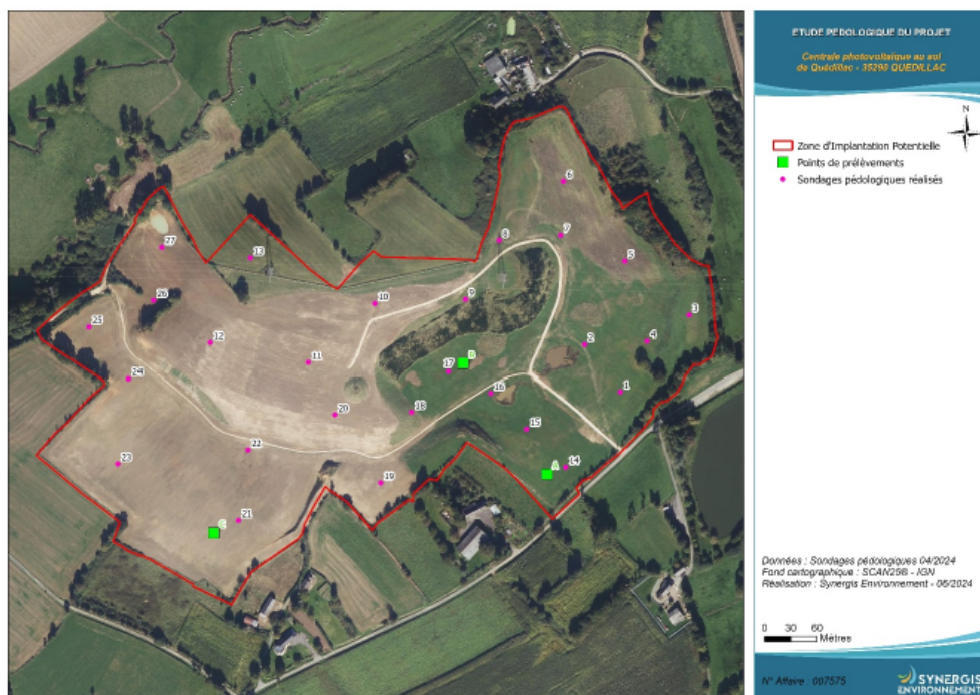 ETUDE PEDOLOGIQUE DU PROJET
Centrale photovoltaïque au sol
de Quédillac - 35290 QUEDILLAC
N
Zone d'Implantation Potentielle
Points de prélèvements
Sondages pédologiques réalisés
6
7
8
5
27
13
26
10
9
3
25
12
2
4
11
17
B
24
1
16
20
18
15
22
23
14
A
19
21
C
Données : Sondages pédologiques 04/2024
Fond cartographique : SCAN25® - IGN
Réalisation : Synergis Environnement - 06/2024
0 30 60
Mètres
N° Affaire : 007575
SYNERGIS
ENVIRONNEMENT